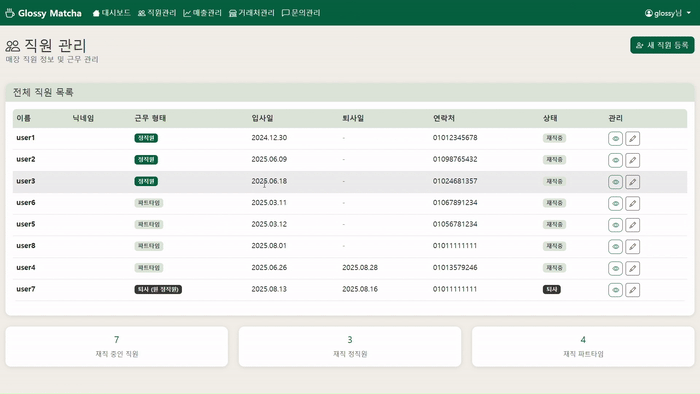 Glossy Matcha 대시보드 직원관리 매출관리 거래처관리 문의관리 glossy님
직원 관리
매장 직원 정보 및 근무 관리
새 직원 등록
전체 직원 목록
이름 닉네임 근무 형태 입사일 퇴사일 연락처 상태 관리
user1 정직원 2024.12.30 - 01012345678 재직중
user2 정직원 2025.06.09 - 01098765432 재직중
user3 정직원 2025.06.18 - 01024681357 재직중
user6 파트타임 2025.03.11 - 01067891234 재직중
user5 파트타임 2025.03.12 - 01056781234 재직중
user8 파트타임 2025.08.01 - 01011111111 재직중
user4 파트타임 2025.06.26 2025.08.28 01013579246 재직중
user7 퇴사 (원 정직원) 2025.08.13 2025.08.16 01011111111 퇴사
7 3 4
재직 중인 직원 재직 정직원 재직 파트타임